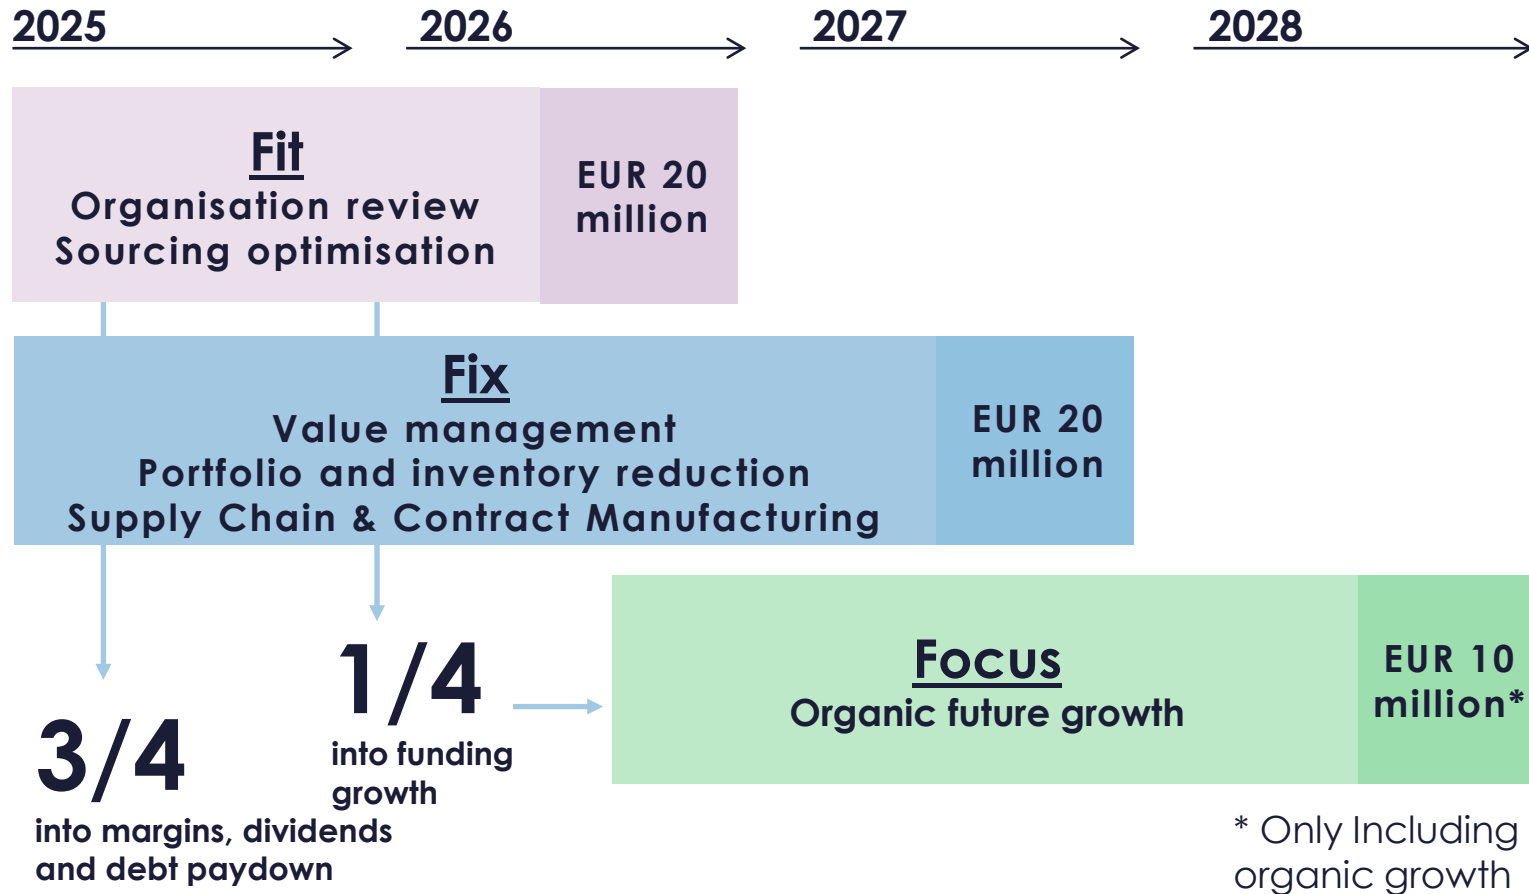 2025
2026
2027
2028
Fit
Organisation review
Sourcing optimisation
EUR 20
million
Fix
Value management
Portfolio and inventory reduction
Supply Chain & Contract Manufacturing
EUR 20
million
3/4
into margins, dividends
and debt paydown
1/4
into funding
growth
Focus
Organic future growth
EUR 10
million*
* Only Including
organic growth